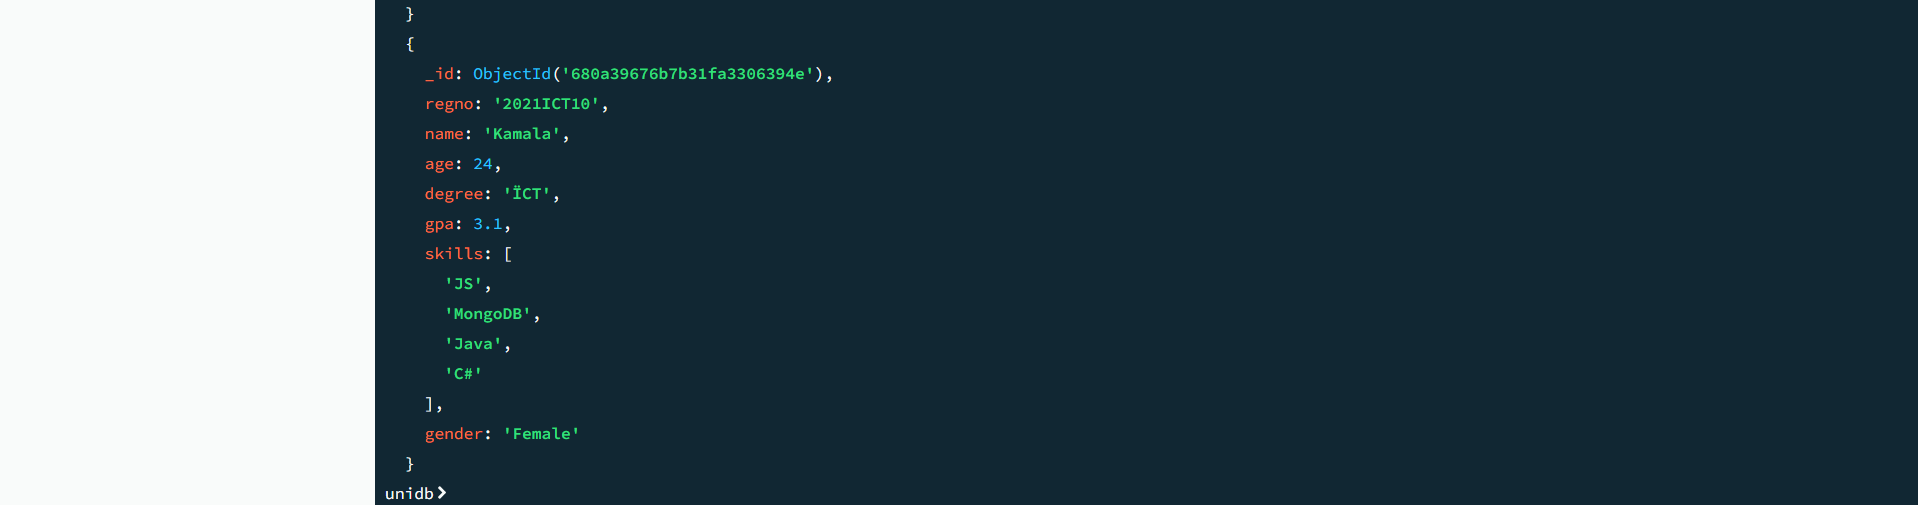 }
{
_id: ObjectId('680a39676b7b31fa3306394e'),
regno: '2021ICT10',
name: 'Kamala',
age: 24,
degree: 'ÏCT',
gpa: 3.1,
skills: [
'JS',
'MongoDB',
'Java',
'C#'
],
gender: 'Female'
}
unidb>